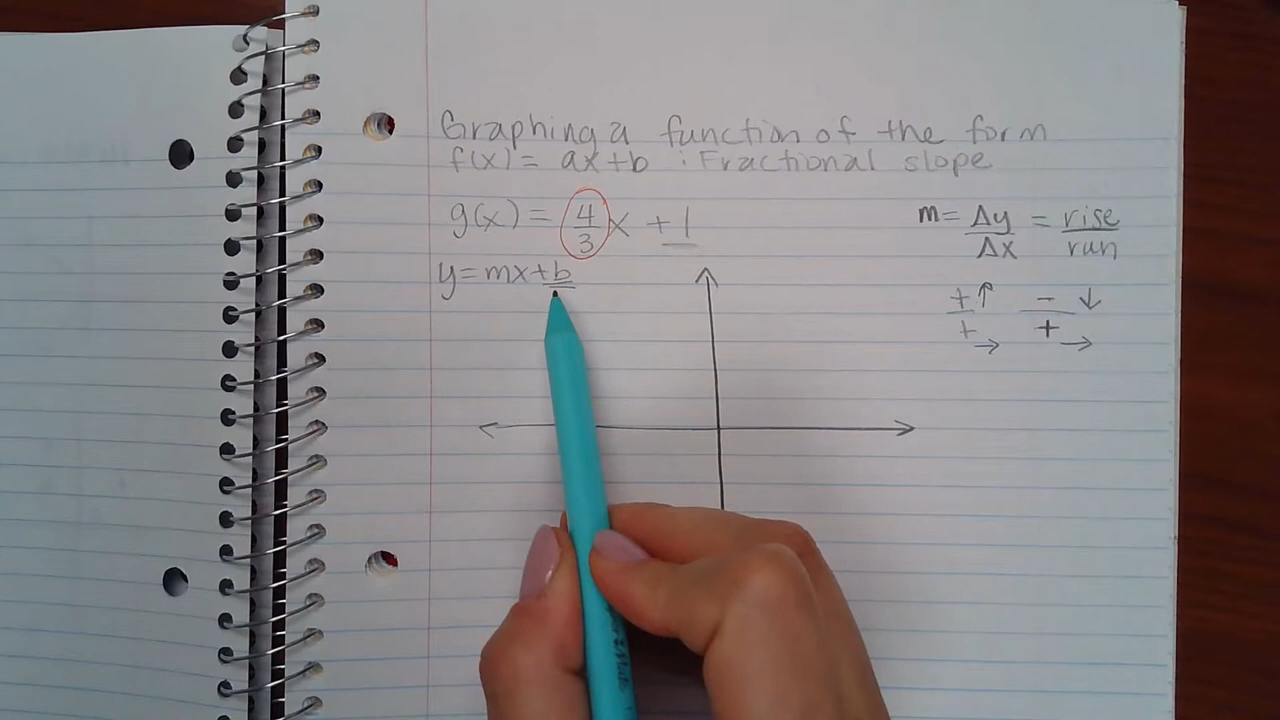 Graphing a function of the form
f(x) = ax + b : Fractional slope
g(x) = 4/3 x + 1
y = mx + b
m = Δy/Δx = rise/run
+↑/+→ -↓/+→